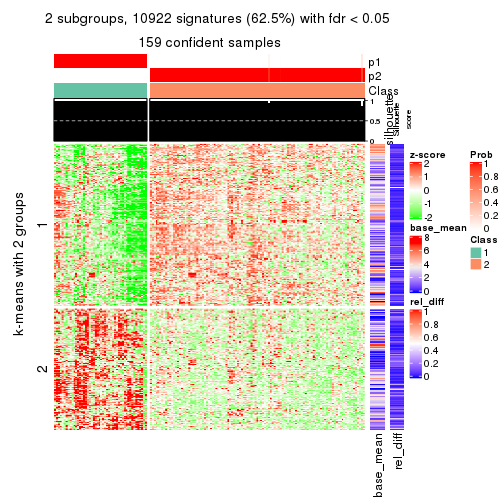 2 subgroups, 10922 signatures (62.5%) with fdr < 0.05
159 confident samples
p1
p2
Class
silhouette
Silhouette
score
1
0.5
0
k-means with 2 groups
1
2
base_mean
rel_diff
z-score
2
1
0
-1
-2
base_mean
8
6
4
2
0
rel_diff
1
0.8
0.6
0.4
0.2
0
Prob
1
0.8
0.6
0.4
0.2
0
Class
1
2